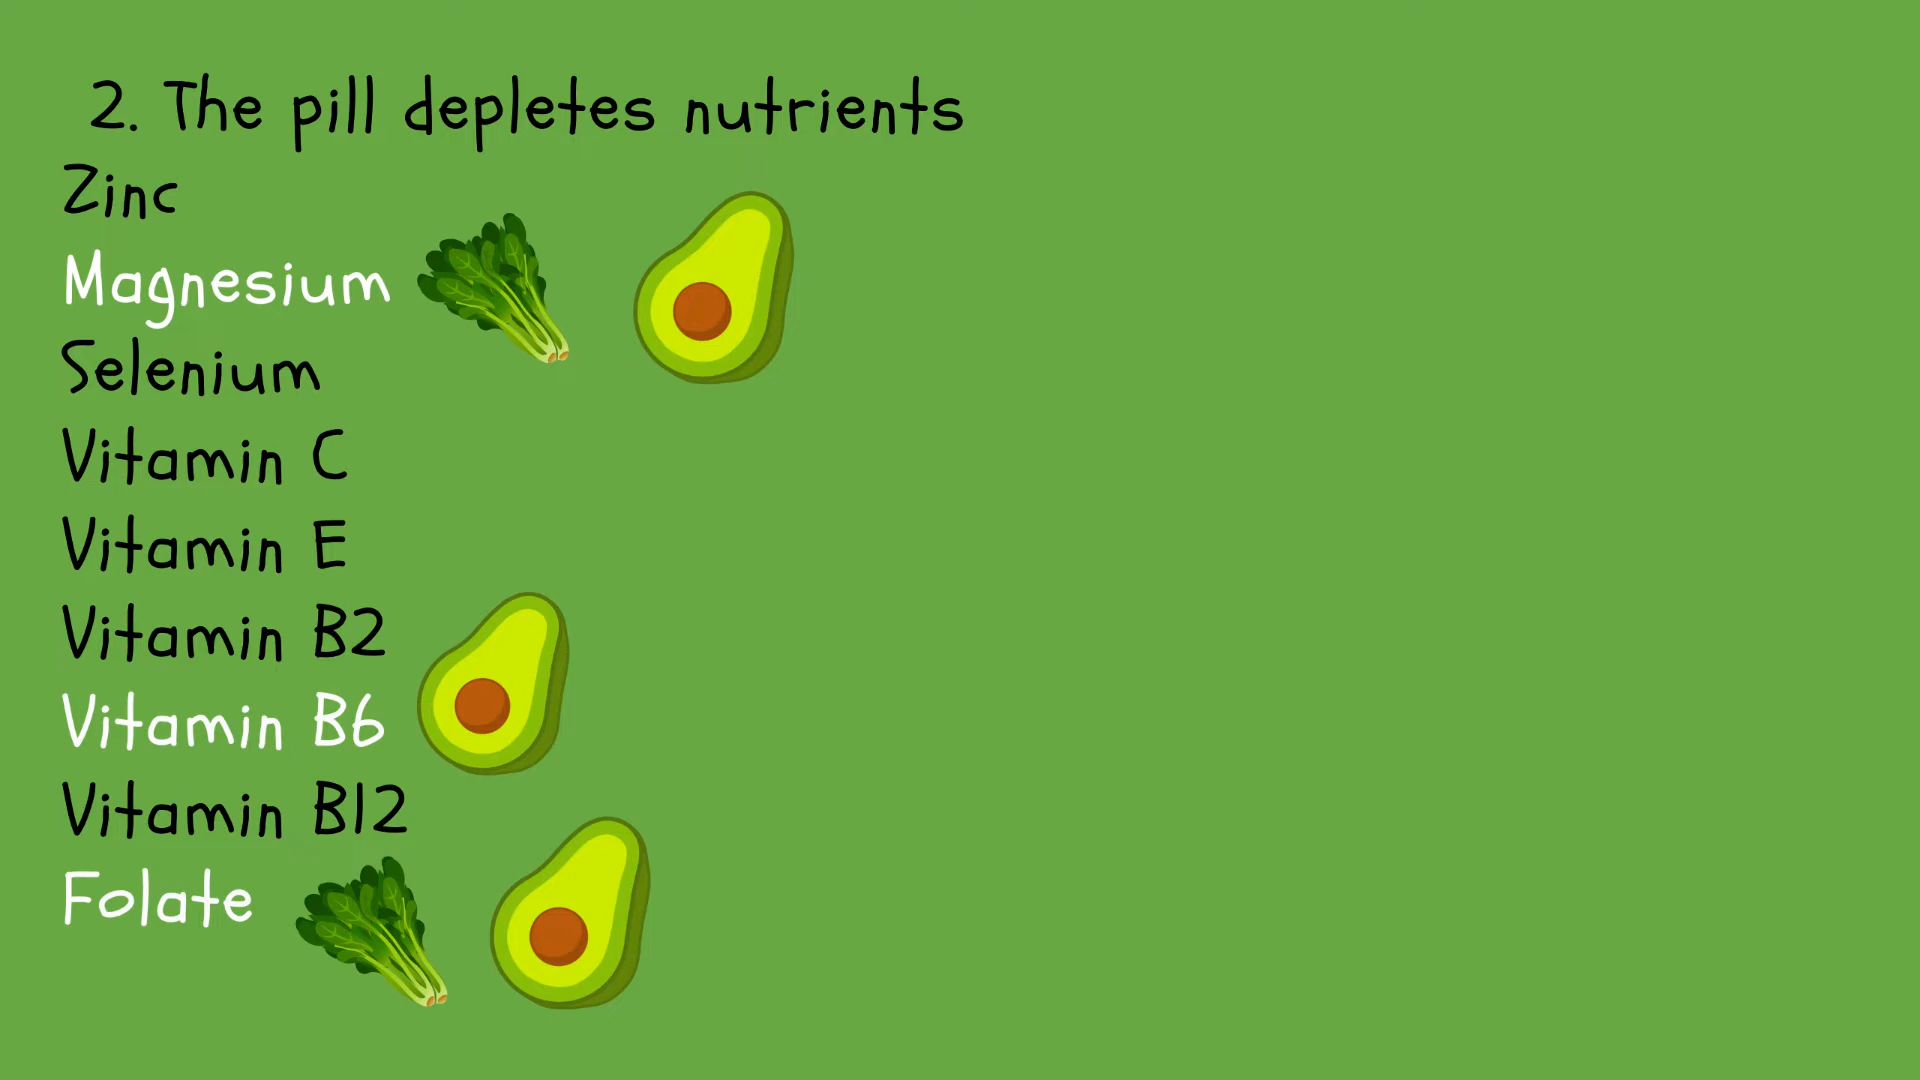 2. The pill depletes nutrients
Zinc
Magnesium
Selenium
Vitamin C
Vitamin E
Vitamin B2
Vitamin B6
Vitamin B12
Folate